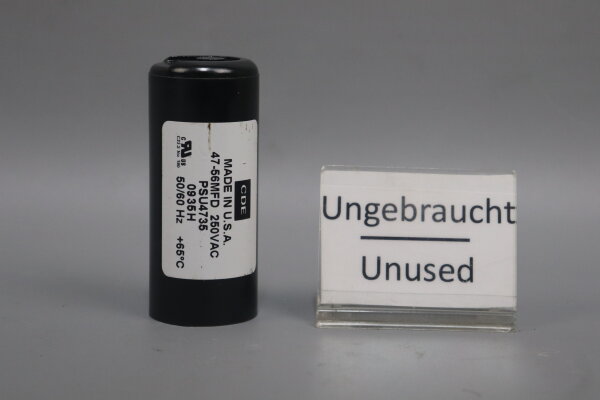 CDE
MADE IN U.S.A.
47-56MFD 250VAC
PSU4735
0935H
50/60 Hz +65°C
Ungebraucht
Unused